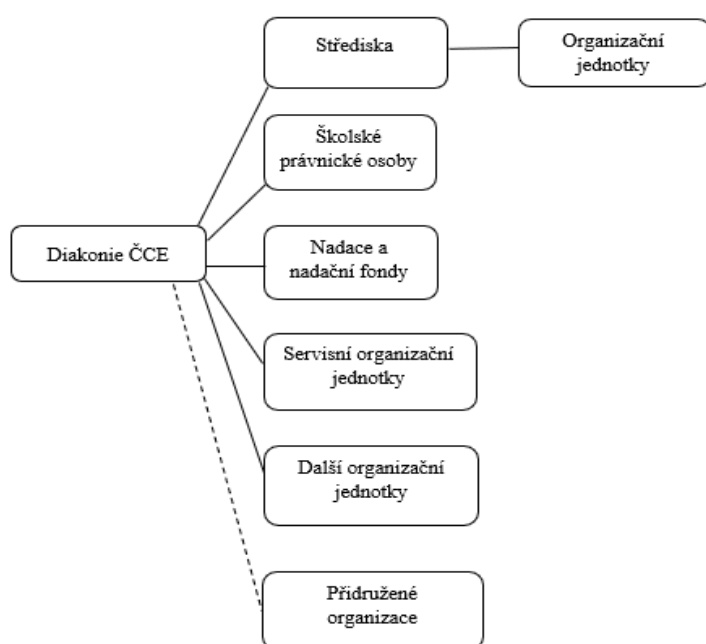 Střediska
Organizační
jednotky
Školské
právnické osoby
Diakonie ČCE
Nadace a
nadační fondy
Servisní organizační
jednotky
Další organizační
jednotky
Přidružené
organizace